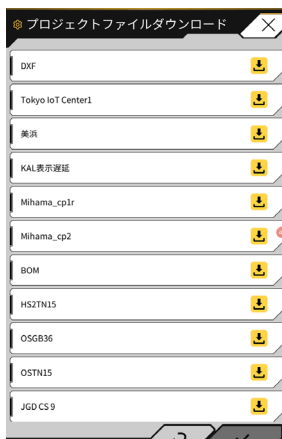 プロジェクトファイルダウンロード
DXF
Tokyo IoT Center1
美浜
KAL表示遅延
Mihama_cp1r
Mihama_cp2
BOM
HS2TN15
OSGB36
OSTN15
JGD CS 9